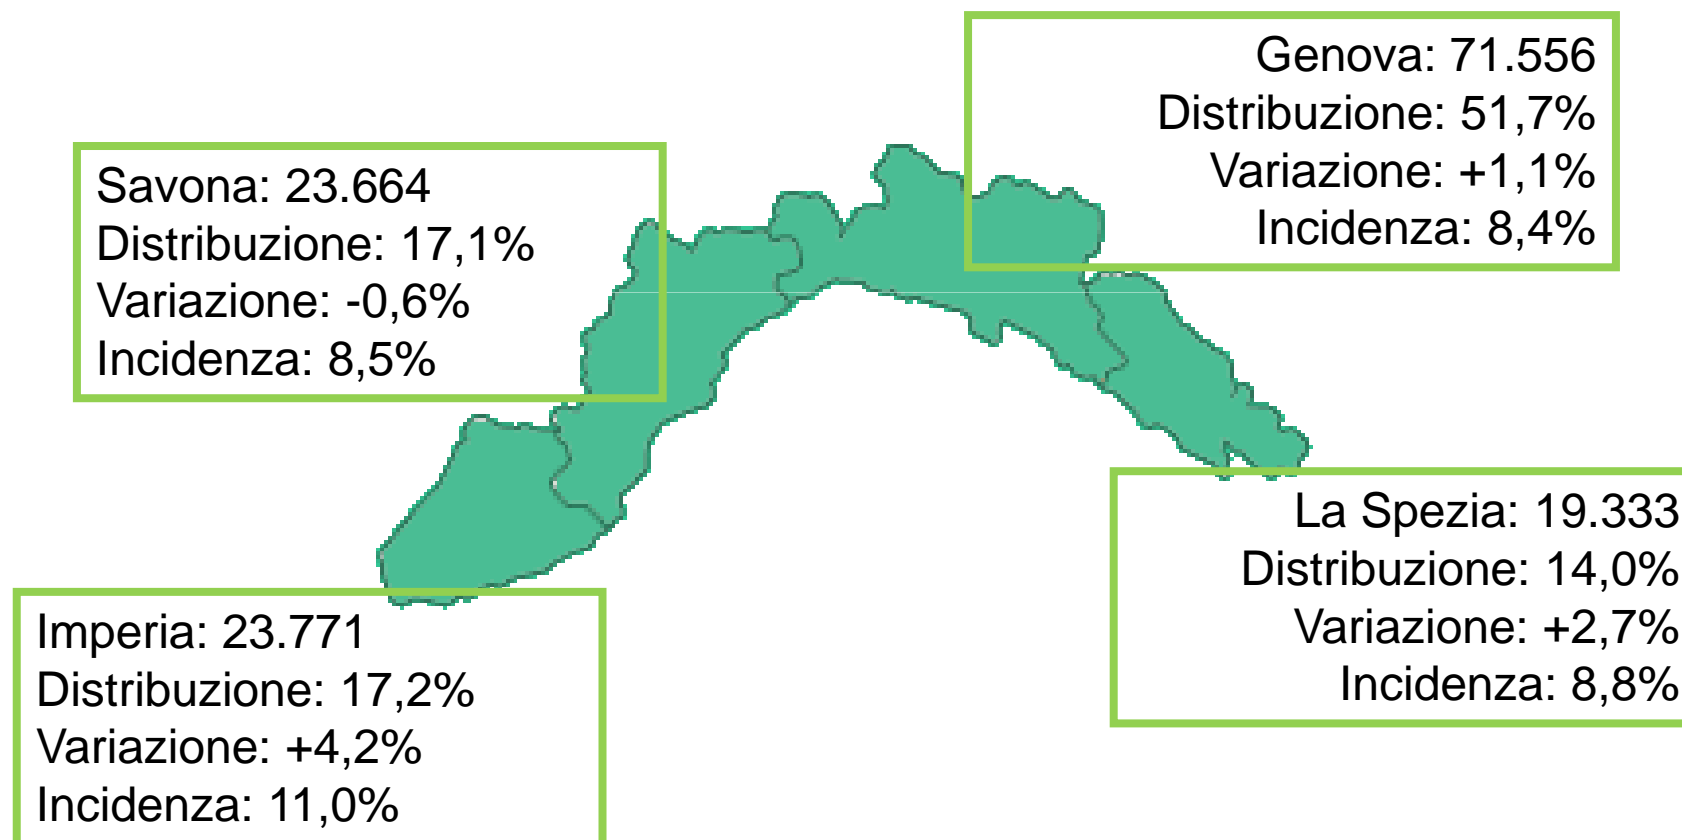 Genova: 71.556
Distribuzione: 51,7%
Variazione: +1,1%
Incidenza: 8,4%
Savona: 23.664
Distribuzione: 17,1%
Variazione: -0,6%
Incidenza: 8,5%
La Spezia: 19.333
Distribuzione: 14,0%
Variazione: +2,7%
Incidenza: 8,8%
Imperia: 23.771
Distribuzione: 17,2%
Variazione: +4,2%
Incidenza: 11,0%